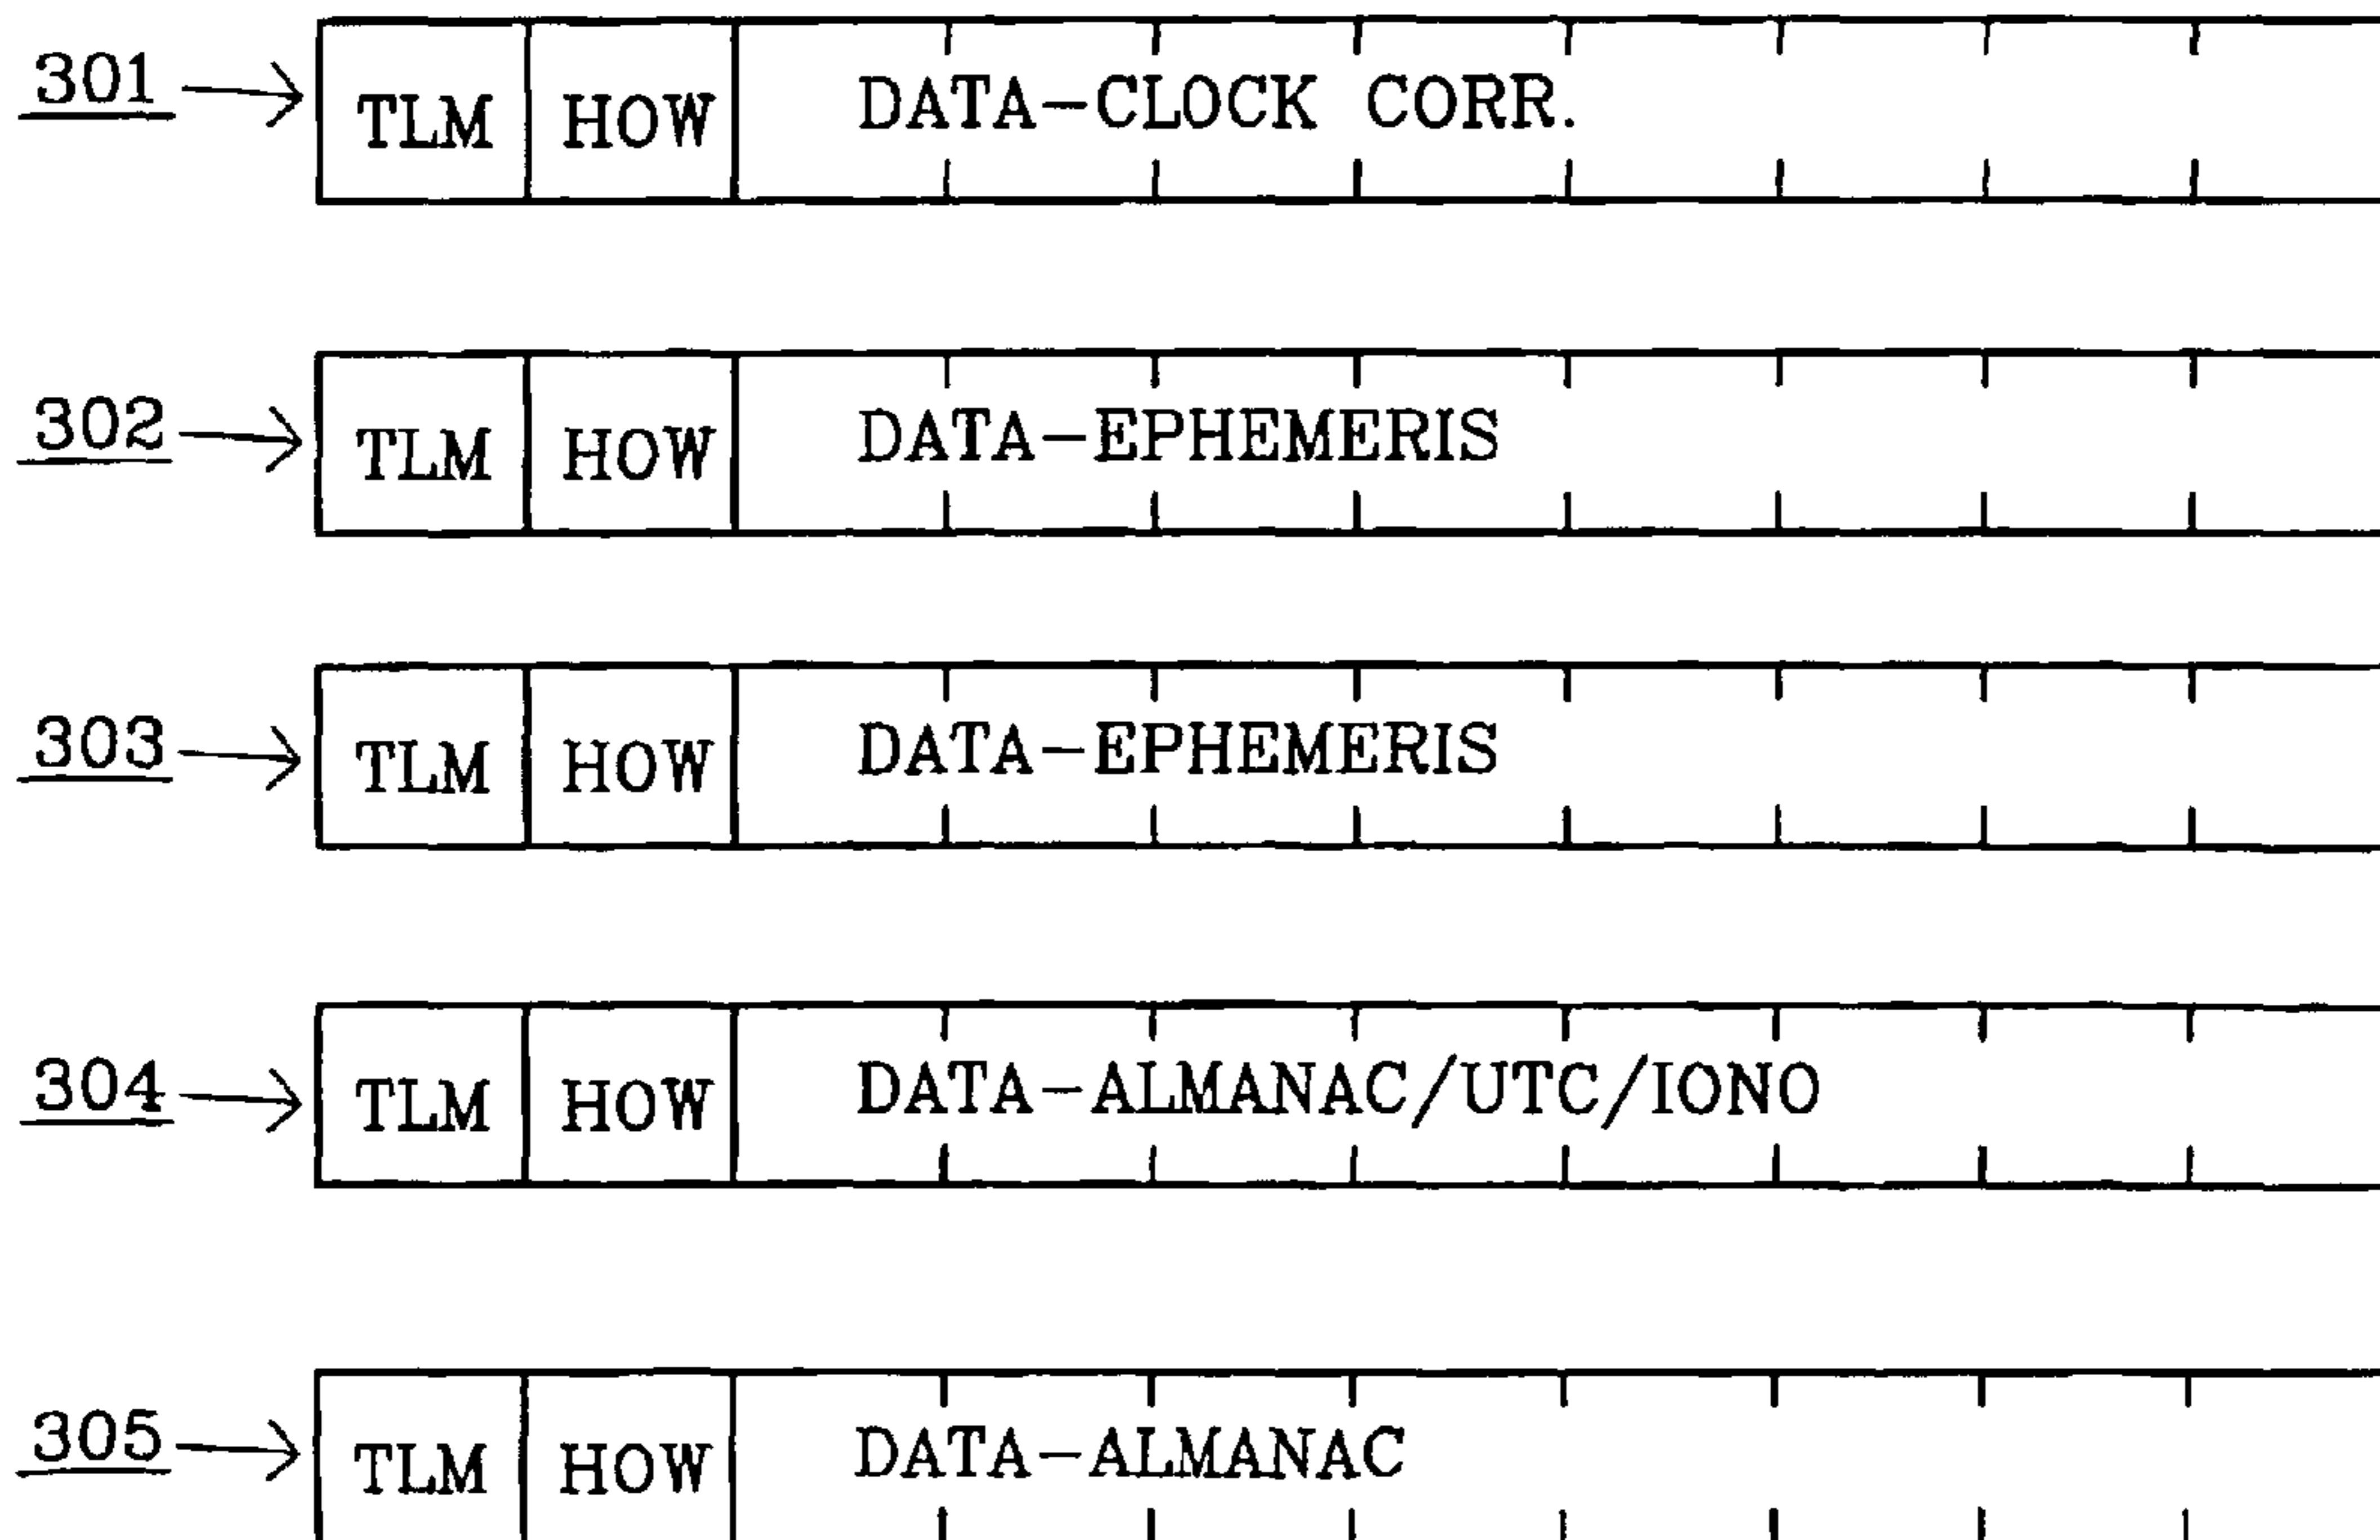 301 TLM HOW DATA-CLOCK CORR.
302 TLM HOW DATA-EPHEMERIS
303 TLM HOW DATA-EPHEMERIS
304 TLM HOW DATA-ALMANAC/UTC/IONO
305 TLM HOW DATA-ALMANAC